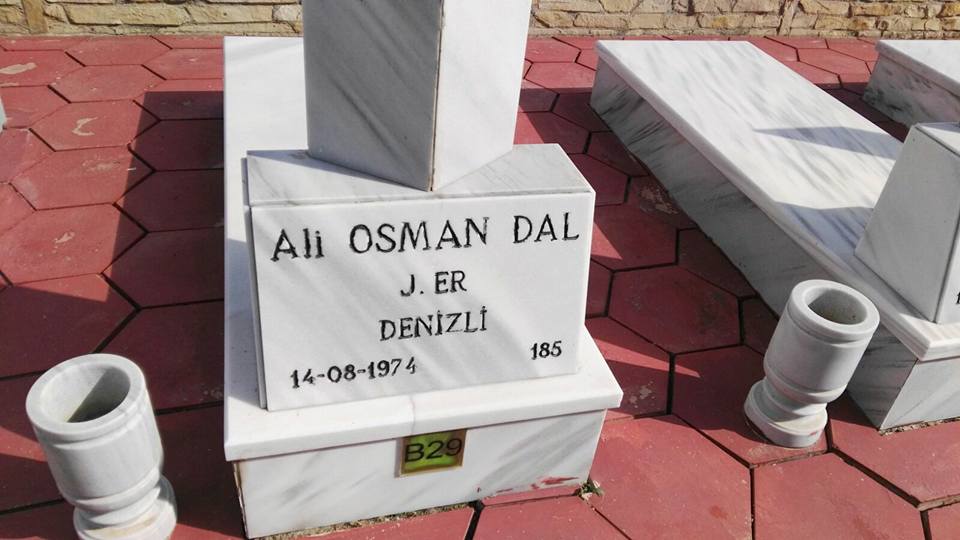 Ali OSMAN DAL
J. ER
DENİZLİ
14-08-1974 185
B29